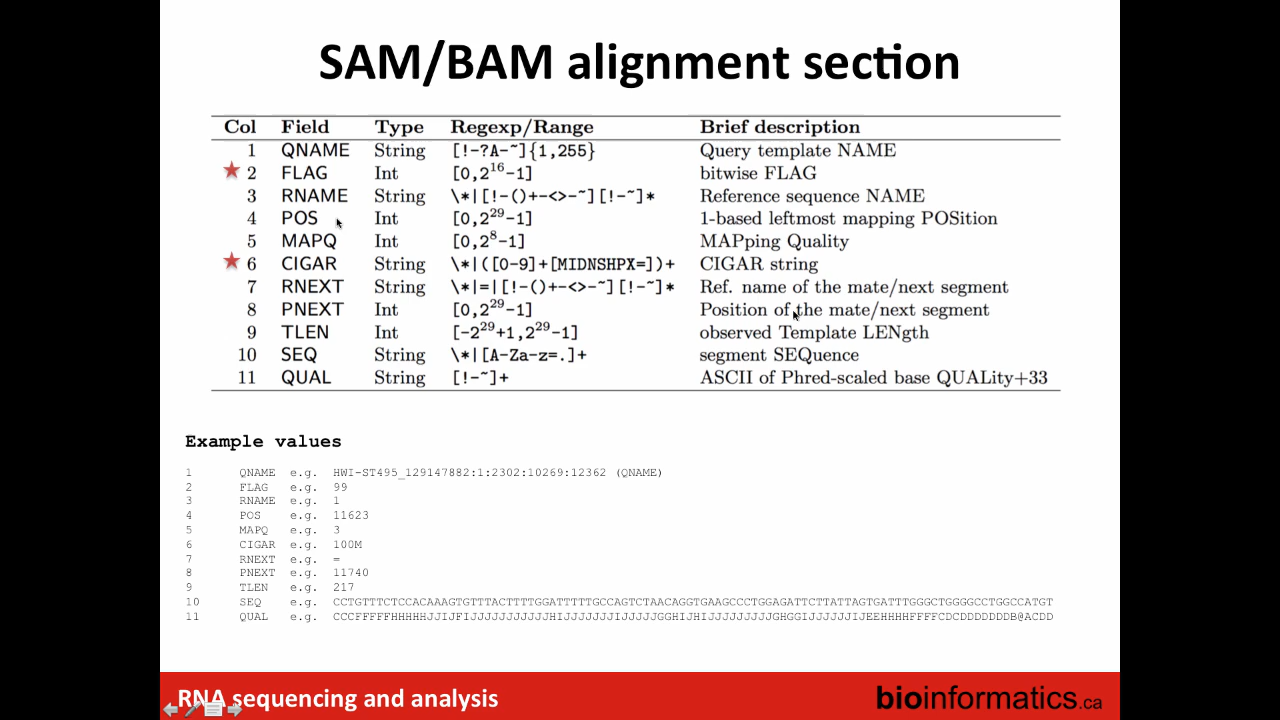 SAM/BAM alignment section
Col Field Type Regexp/Range Brief description
1 QNAME String [!-?A-~]{1,255} Query template NAME
2 FLAG Int [0,2^16-1] bitwise FLAG
3 RNAME String \*|[!-()+-<>-~][!-~]* Reference sequence NAME
4 POS Int [0,2^29-1] 1-based leftmost mapping POSition
5 MAPQ Int [0,2^8-1] MAPping Quality
6 CIGAR String \*|([0-9]+[MIDNSHPX=])+ CIGAR string
7 RNEXT String \*|=|[!-()+-<>-~][!-~]* Ref. name of the mate/next segment
8 PNEXT Int [0,2^29-1] Position of the mate/next segment
9 TLEN Int [-2^29+1,2^29-1] observed Template LENgth
10 SEQ String \*|[A-Za-z=.]+ segment SEQuence
11 QUAL String [!-~]+ ASCII of Phred-scaled base QUALity+33
Example values
1 QNAME e.g. HWI-ST495_129147882:1:2302:10269:12362 (QNAME)
2 FLAG e.g. 99
3 RNAME e.g. 1
4 POS e.g. 11623
5 MAPQ e.g. 3
6 CIGAR e.g. 100M
7 RNEXT e.g. =
8 PNEXT e.g. 11740
9 TLEN e.g. 217
10 SEQ e.g. CCTGTTTCTCCACAAAGTGTTTACTTTTGGATTTTTGCCAGTCTAACAGGTGAAGCCCTGGAGATTCTTATTAGTGATTTGGGCTGGGGCCTGGCCATGT
11 QUAL e.g. CCCFFFFFHHHHHJJIJFIJJJJJJJJJJJHIJJJJJJJIJJJJJGGHIJHIJJJJJJJJJGHGGIJJJJJJIJEEHHHHFFFFCDCDDDDDDDB@ACDD
RNA sequencing and analysis
bioinformatics.ca